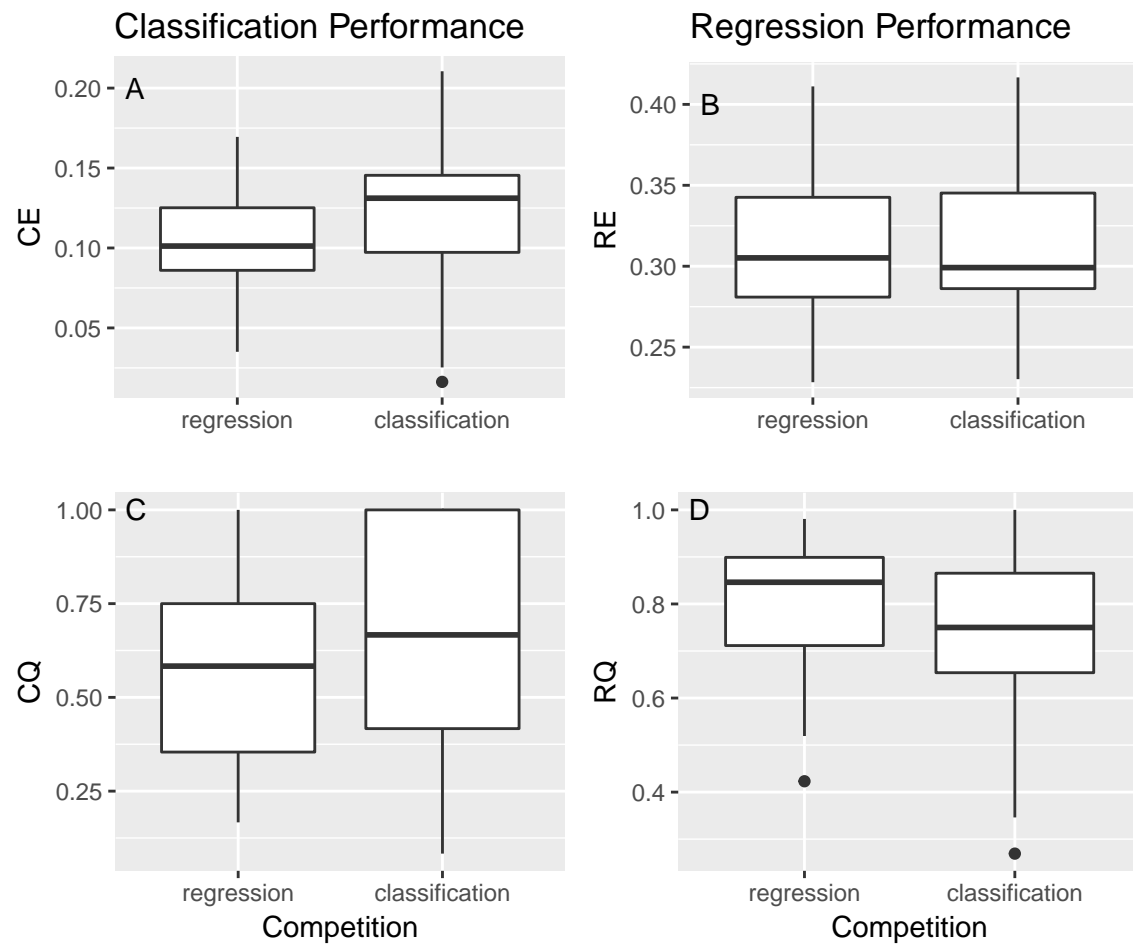 Classification Performance
Regression Performance
A
0.20
0.15
0.10
0.05
CE
regression classification
B
0.40
0.35
0.30
0.25
RE
regression classification
C
1.00
0.75
0.50
0.25
CQ
regression classification
Competition
D
1.0
0.8
0.6
0.4
RQ
regression classification
Competition